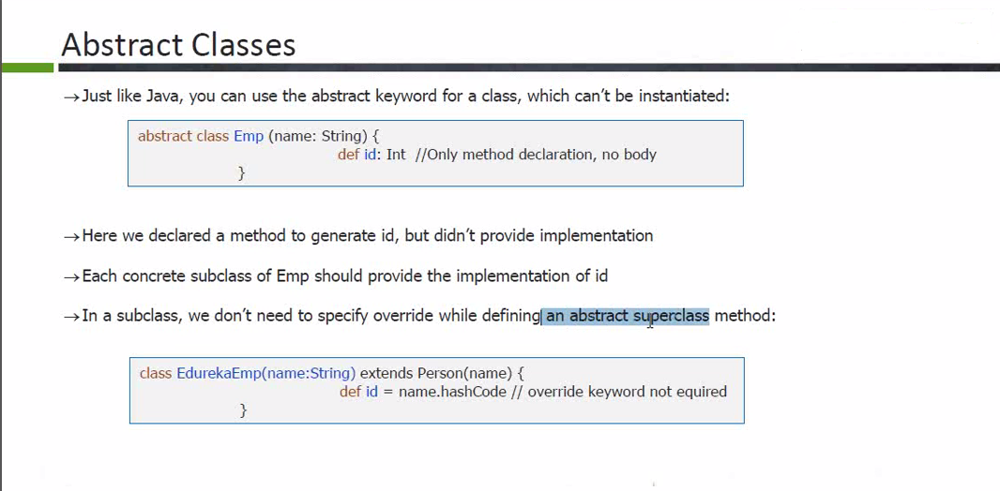 Abstract Classes
→Just like Java, you can use the abstract keyword for a class, which can't be instantiated:
abstract class Emp (name: String) {
def id: Int //Only method declaration, no body
}
→Here we declared a method to generate id, but didn't provide implementation
→Each concrete subclass of Emp should provide the implementation of id
→In a subclass, we don't need to specify override while defining an abstract superclass method:
class EdurekaEmp(name:String) extends Person(name) {
def id = name.hashCode // override keyword not equired
}